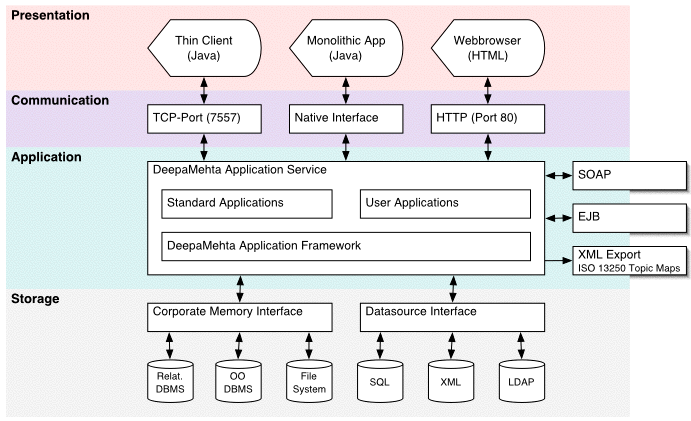 Presentation
Thin Client
(Java)
Monolithic App
(Java)
Webbrowser
(HTML)
Communication
TCP-Port (7557)
Native Interface
HTTP (Port 80)
Application
DeepaMehta Application Service
Standard Applications
User Applications
DeepaMehta Application Framework
SOAP
EJB
XML Export
ISO 13250 Topic Maps
Storage
Corporate Memory Interface
Datasource Interface
Relat.
DBMS
OO
DBMS
File
System
SQL
XML
LDAP